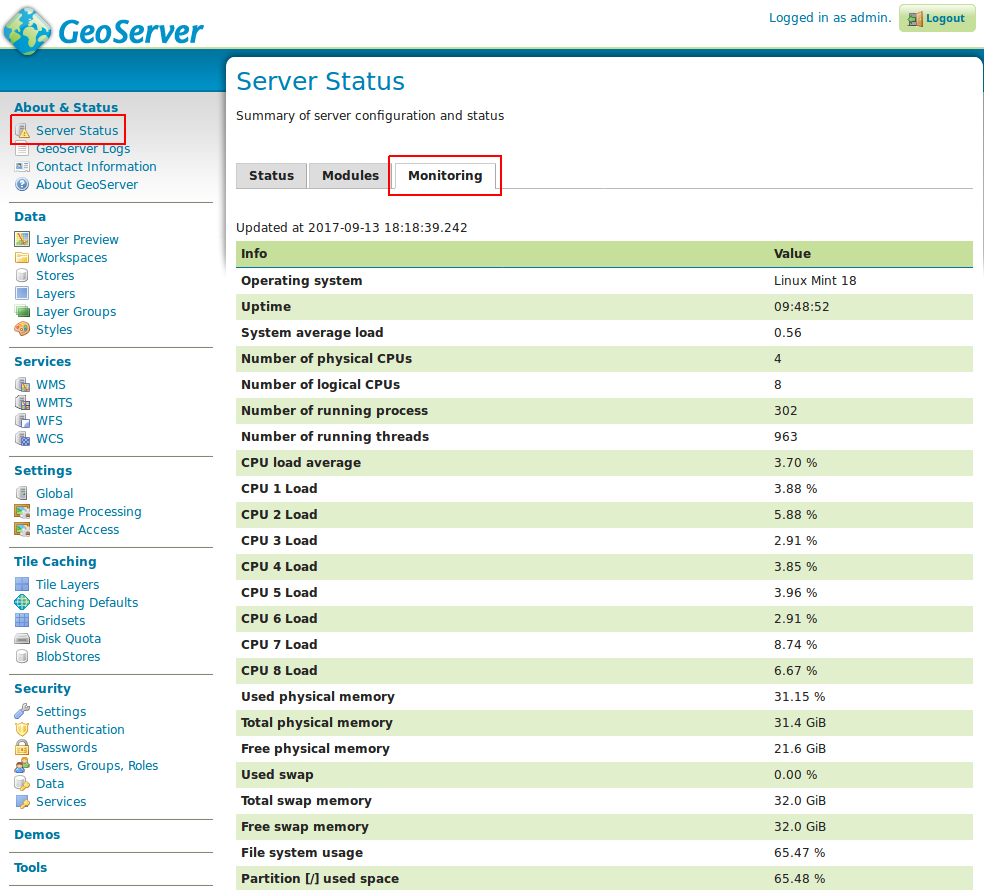 GeoServer
Logged in as admin.
Logout
About & Status
Server Status
GeoServer Logs
Contact Information
About GeoServer
Data
Layer Preview
Workspaces
Stores
Layers
Layer Groups
Styles
Services
WMS
WMTS
WFS
WCS
Settings
Global
Image Processing
Raster Access
Tile Caching
Tile Layers
Caching Defaults
Gridsets
Disk Quota
BlobStores
Security
Settings
Authentication
Passwords
Users, Groups, Roles
Data
Services
Demos
Tools
Server Status
Summary of server configuration and status
Status Modules Monitoring
Updated at 2017-09-13 18:18:39.242
Info Value
Operating system Linux Mint 18
Uptime 09:48:52
System average load 0.56
Number of physical CPUs 4
Number of logical CPUs 8
Number of running process 302
Number of running threads 963
CPU load average 3.70 %
CPU 1 Load 3.88 %
CPU 2 Load 5.88 %
CPU 3 Load 2.91 %
CPU 4 Load 3.85 %
CPU 5 Load 3.96 %
CPU 6 Load 2.91 %
CPU 7 Load 8.74 %
CPU 8 Load 6.67 %
Used physical memory 31.15 %
Total physical memory 31.4 GiB
Free physical memory 21.6 GiB
Used swap 0.00 %
Total swap memory 32.0 GiB
Free swap memory 32.0 GiB
File system usage 65.47 %
Partition [/] used space 65.48 %